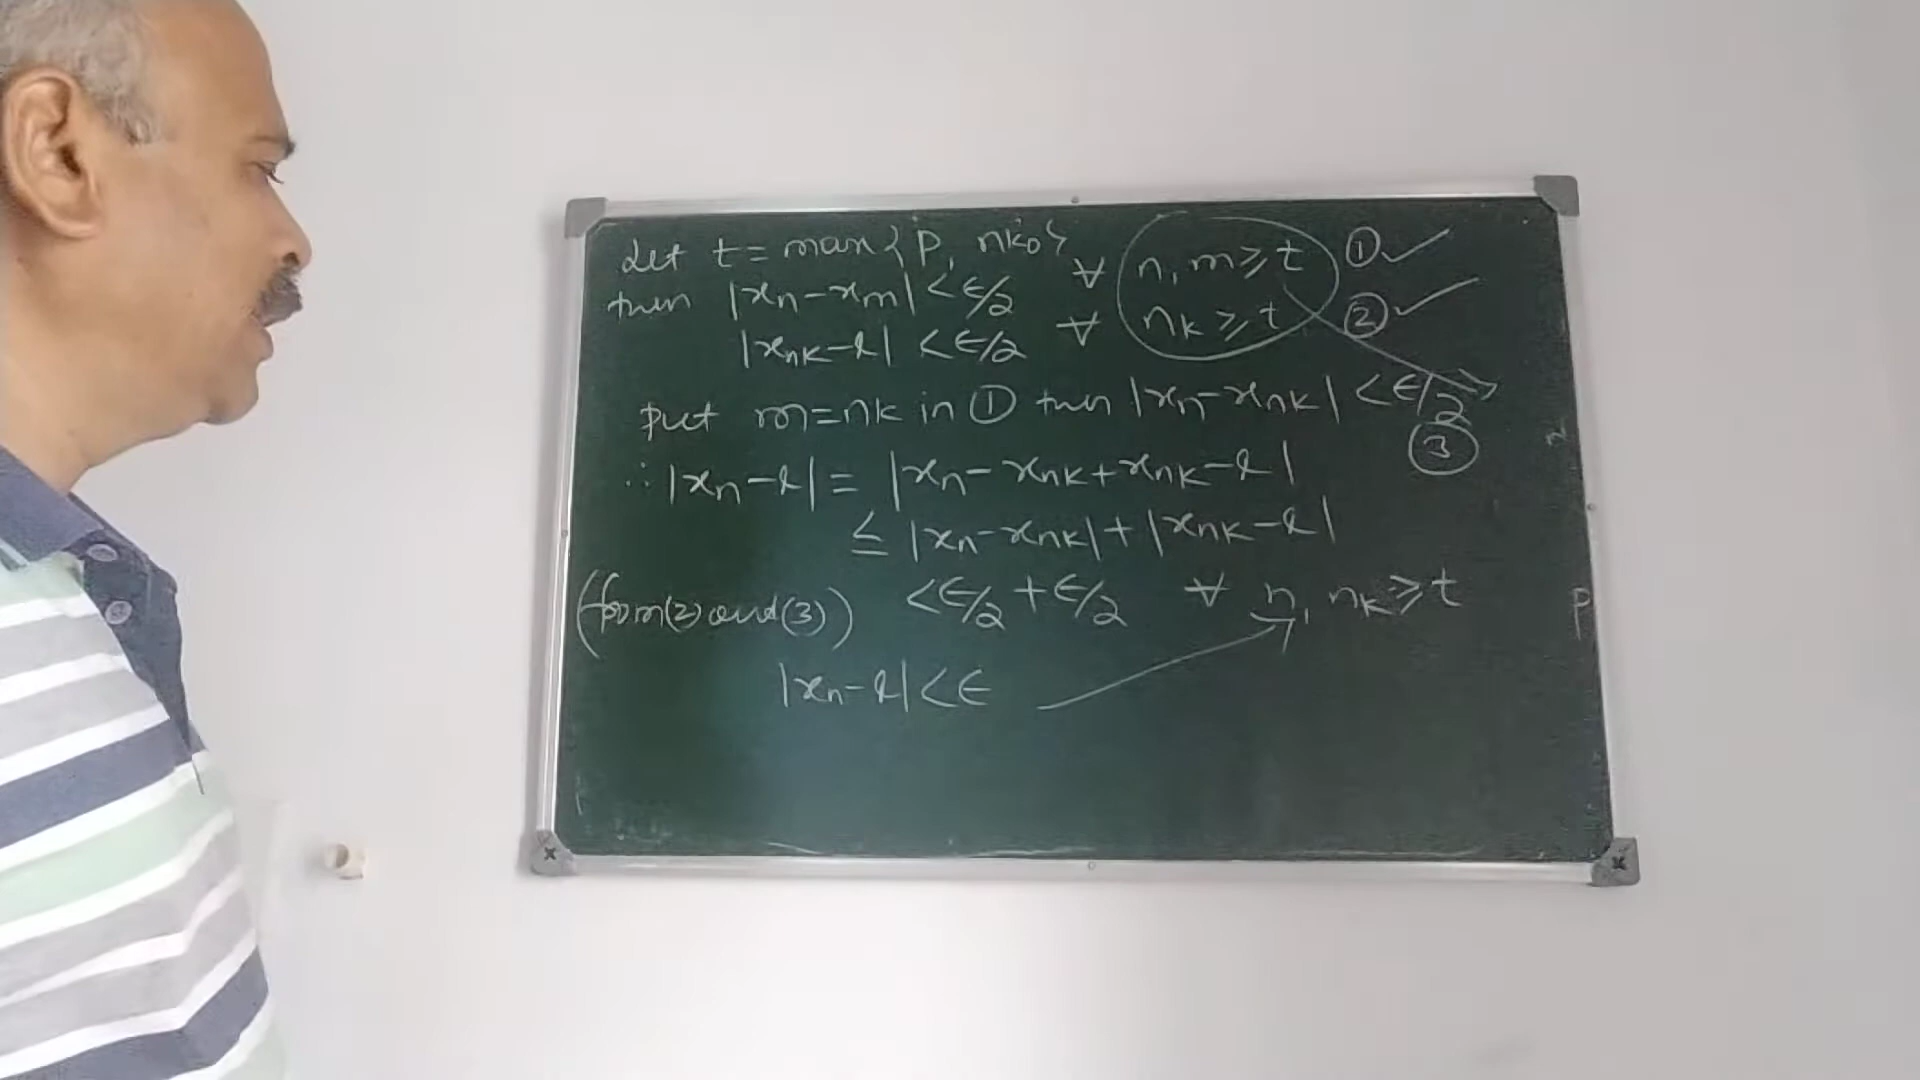 Let t = max{p, nk₀}
then |xn - xm| < ε/2 ∀ n, m ⩾ t ①✓
|xnk - l| < ε/2 ∀ nk ⩾ t ②✓
put m = nk in ① then |xn - xnk| < ε/2
③
∴ |xn - l| = |xn - xnk + xnk - l|
≤ |xn - xnk| + |xnk - l|
(from (2) and (3)) < ε/2 + ε/2 ∀ n, nk ⩾ t
|xn - l| < ε